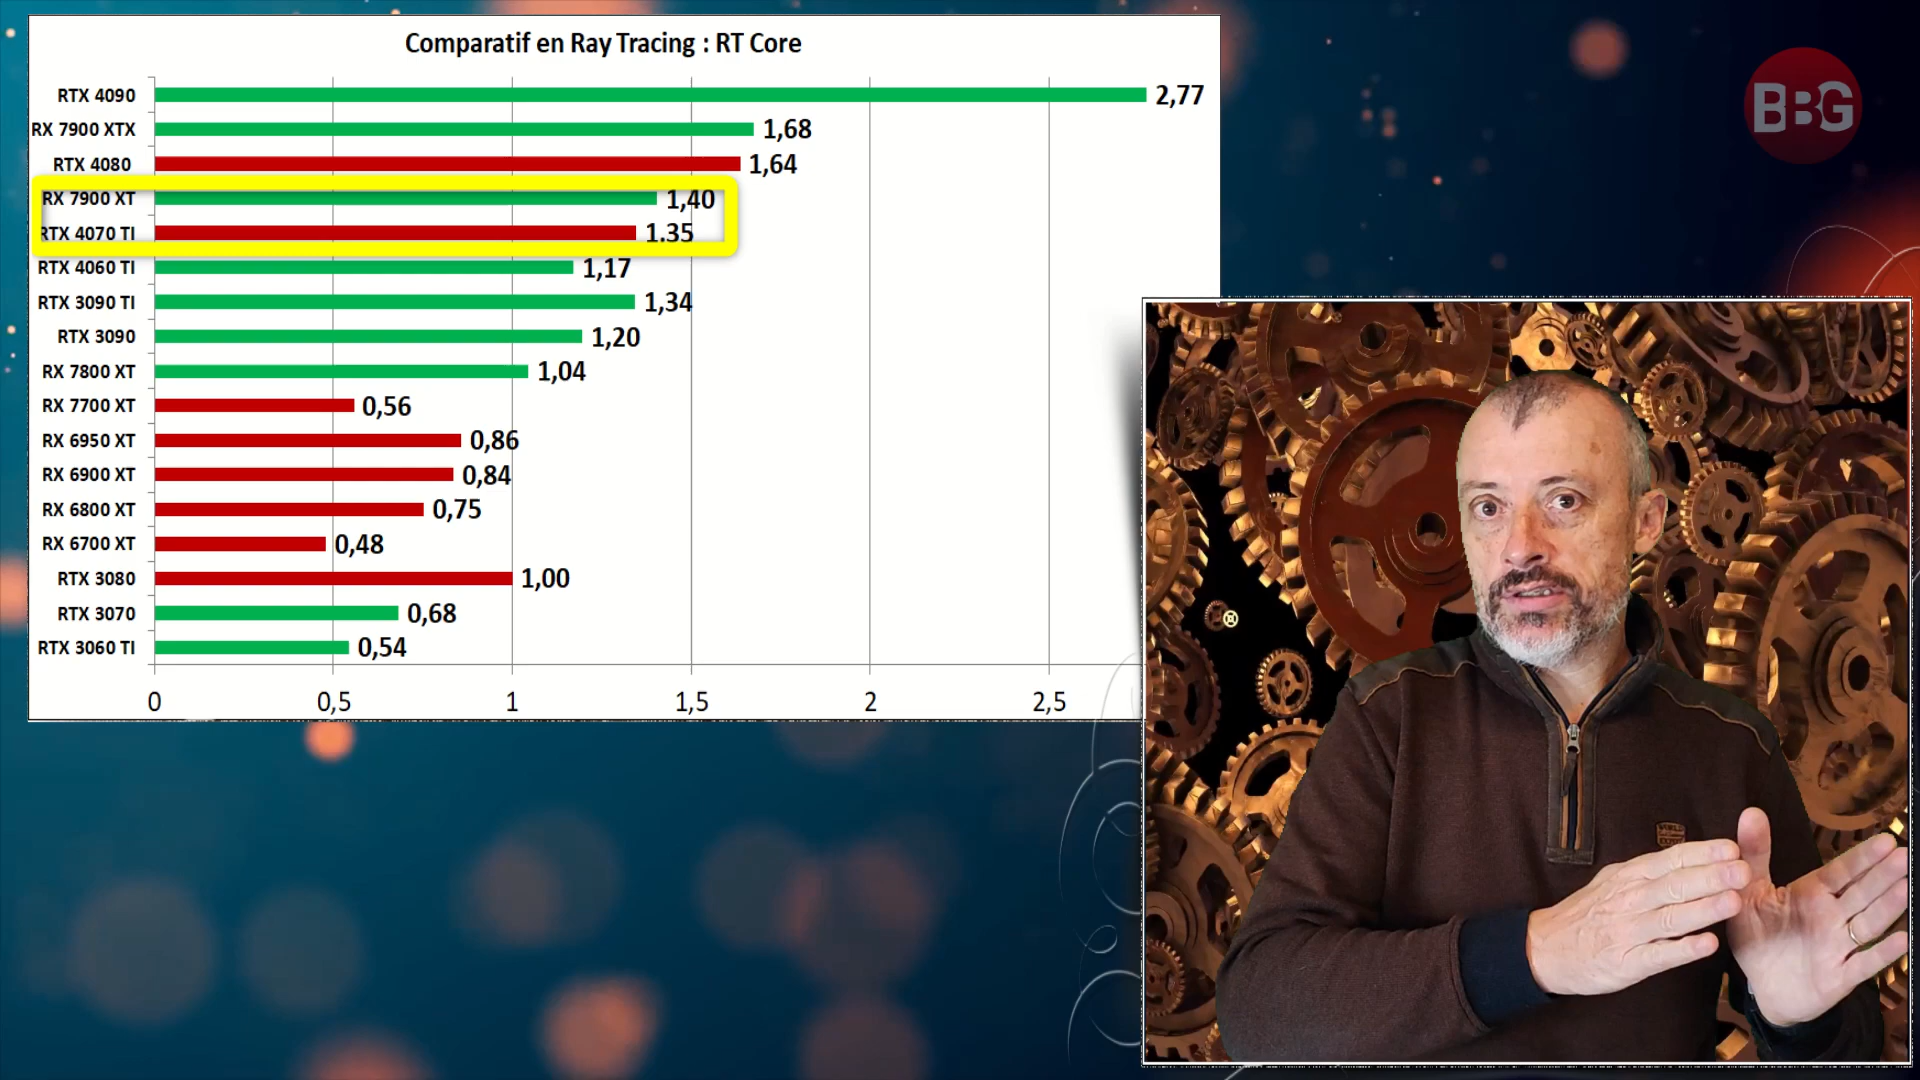 Comparatif en Ray Tracing : RT Core
RTX 4090 2,77
RX 7900 XTX 1,68
RTX 4080 1,64
RX 7900 XT 1,40
RTX 4070 TI 1.35
RTX 4060 TI 1,17
RTX 3090 TI 1,34
RTX 3090 1,20
RX 7800 XT 1,04
RX 7700 XT 0,56
RX 6950 XT 0,86
RX 6900 XT 0,84
RX 6800 XT 0,75
RX 6700 XT 0,48
RTX 3080 1,00
RTX 3070 0,68
RTX 3060 TI 0,54
0 0,5 1 1,5 2 2,5
BBG